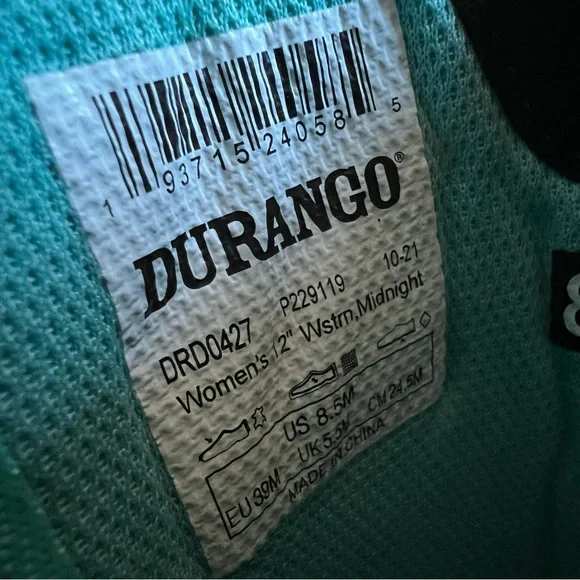 1 93715 24058 5
DURANGO®
DRD0427 P229119 10-21
Women's 12" Wstrn,Midnight
US 8.5M
EU 39M UK 5.5M CM 24.5M
MADE IN CHINA
8